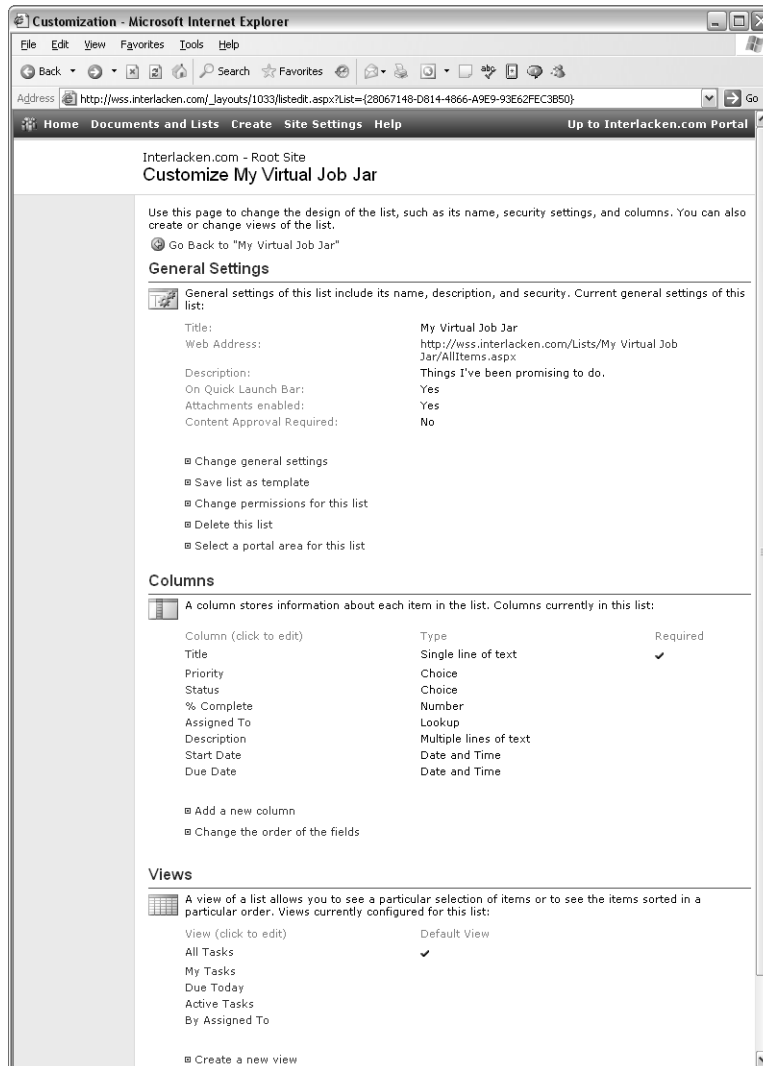 Customization - Microsoft Internet Explorer
File Edit View Favorites Tools Help
Back Search Favorites
Address http://wss.interlacken.com/_layouts/1033/listedit.aspx?List={28067148-D814-4866-A9E9-93E62FEC3B50} Go
Home Documents and Lists Create Site Settings Help Up to Interlacken.com Portal
Interlacken.com - Root Site
Customize My Virtual Job Jar
Use this page to change the design of the list, such as its name, security settings, and columns. You can also
create or change views of the list.
Go Back to "My Virtual Job Jar"
General Settings
General settings of this list include its name, description, and security. Current general settings of this
list:
Title: My Virtual Job Jar
Web Address: http://wss.interlacken.com/Lists/My Virtual Job
Jar/AllItems.aspx
Description: Things I've been promising to do.
On Quick Launch Bar: Yes
Attachments enabled: Yes
Content Approval Required: No
Change general settings
Save list as template
Change permissions for this list
Delete this list
Select a portal area for this list
Columns
A column stores information about each item in the list. Columns currently in this list:
Column (click to edit) Type Required
Title Single line of text
Priority Choice
Status Choice
% Complete Number
Assigned To Lookup
Description Multiple lines of text
Start Date Date and Time
Due Date Date and Time
Add a new column
Change the order of the fields
Views
A view of a list allows you to see a particular selection of items or to see the items sorted in a
particular order. Views currently configured for this list:
View (click to edit) Default View
All Tasks
My Tasks
Due Today
Active Tasks
By Assigned To
Create a new view